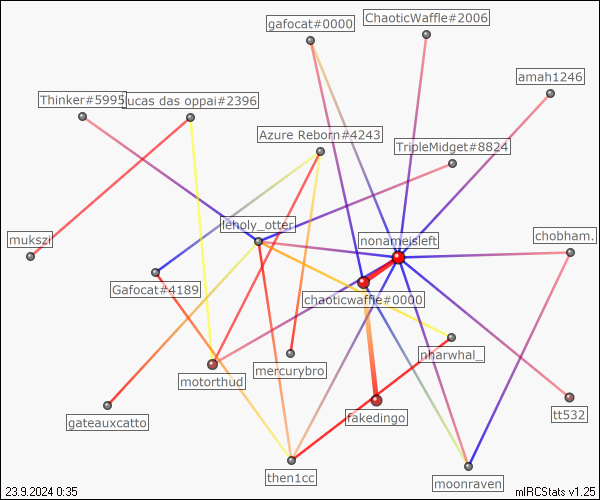 gafocat#0000
ChaoticWaffle#2006
amah1246
Thinker#5995
lucas das oppai#2396
Azure Reborn#4243
TripleMidget#8824
leholy_otter
nonameisleft
chobham.
mukszi
Gafocat#4189
chaoticwaffle#0000
nharwhal_
mercurybro
motorthud
fakedingo
tt532
gateauxcatto
then1cc
moonraven
23.9.2024 0:35
mIRCStats v1.25